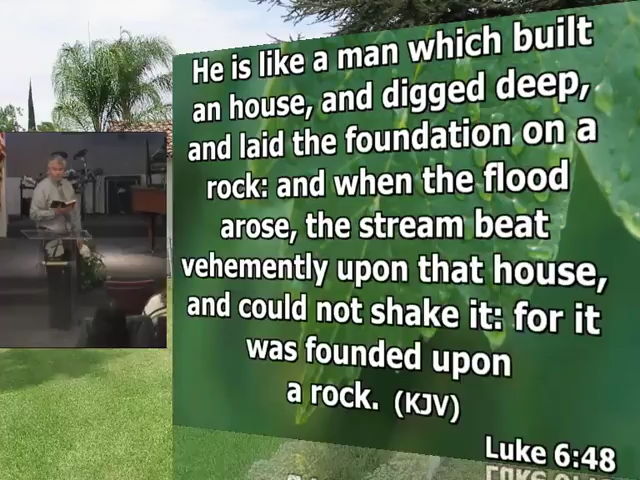 He is like a man which built
an house, and digged deep,
and laid the foundation on a
rock: and when the flood
arose, the stream beat
vehemently upon that house,
and could not shake it: for it
was founded upon
a rock. (KJV)
Luke 6:48